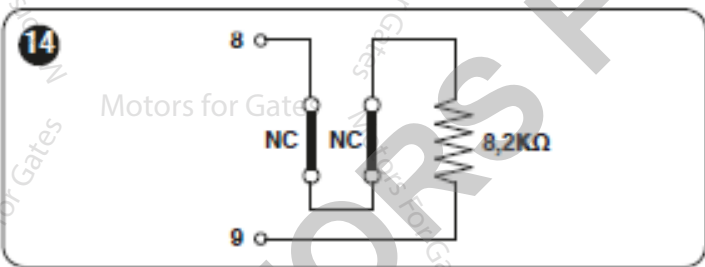 14
8
Motors for Gates
NC
NC
8,2KΩ
9